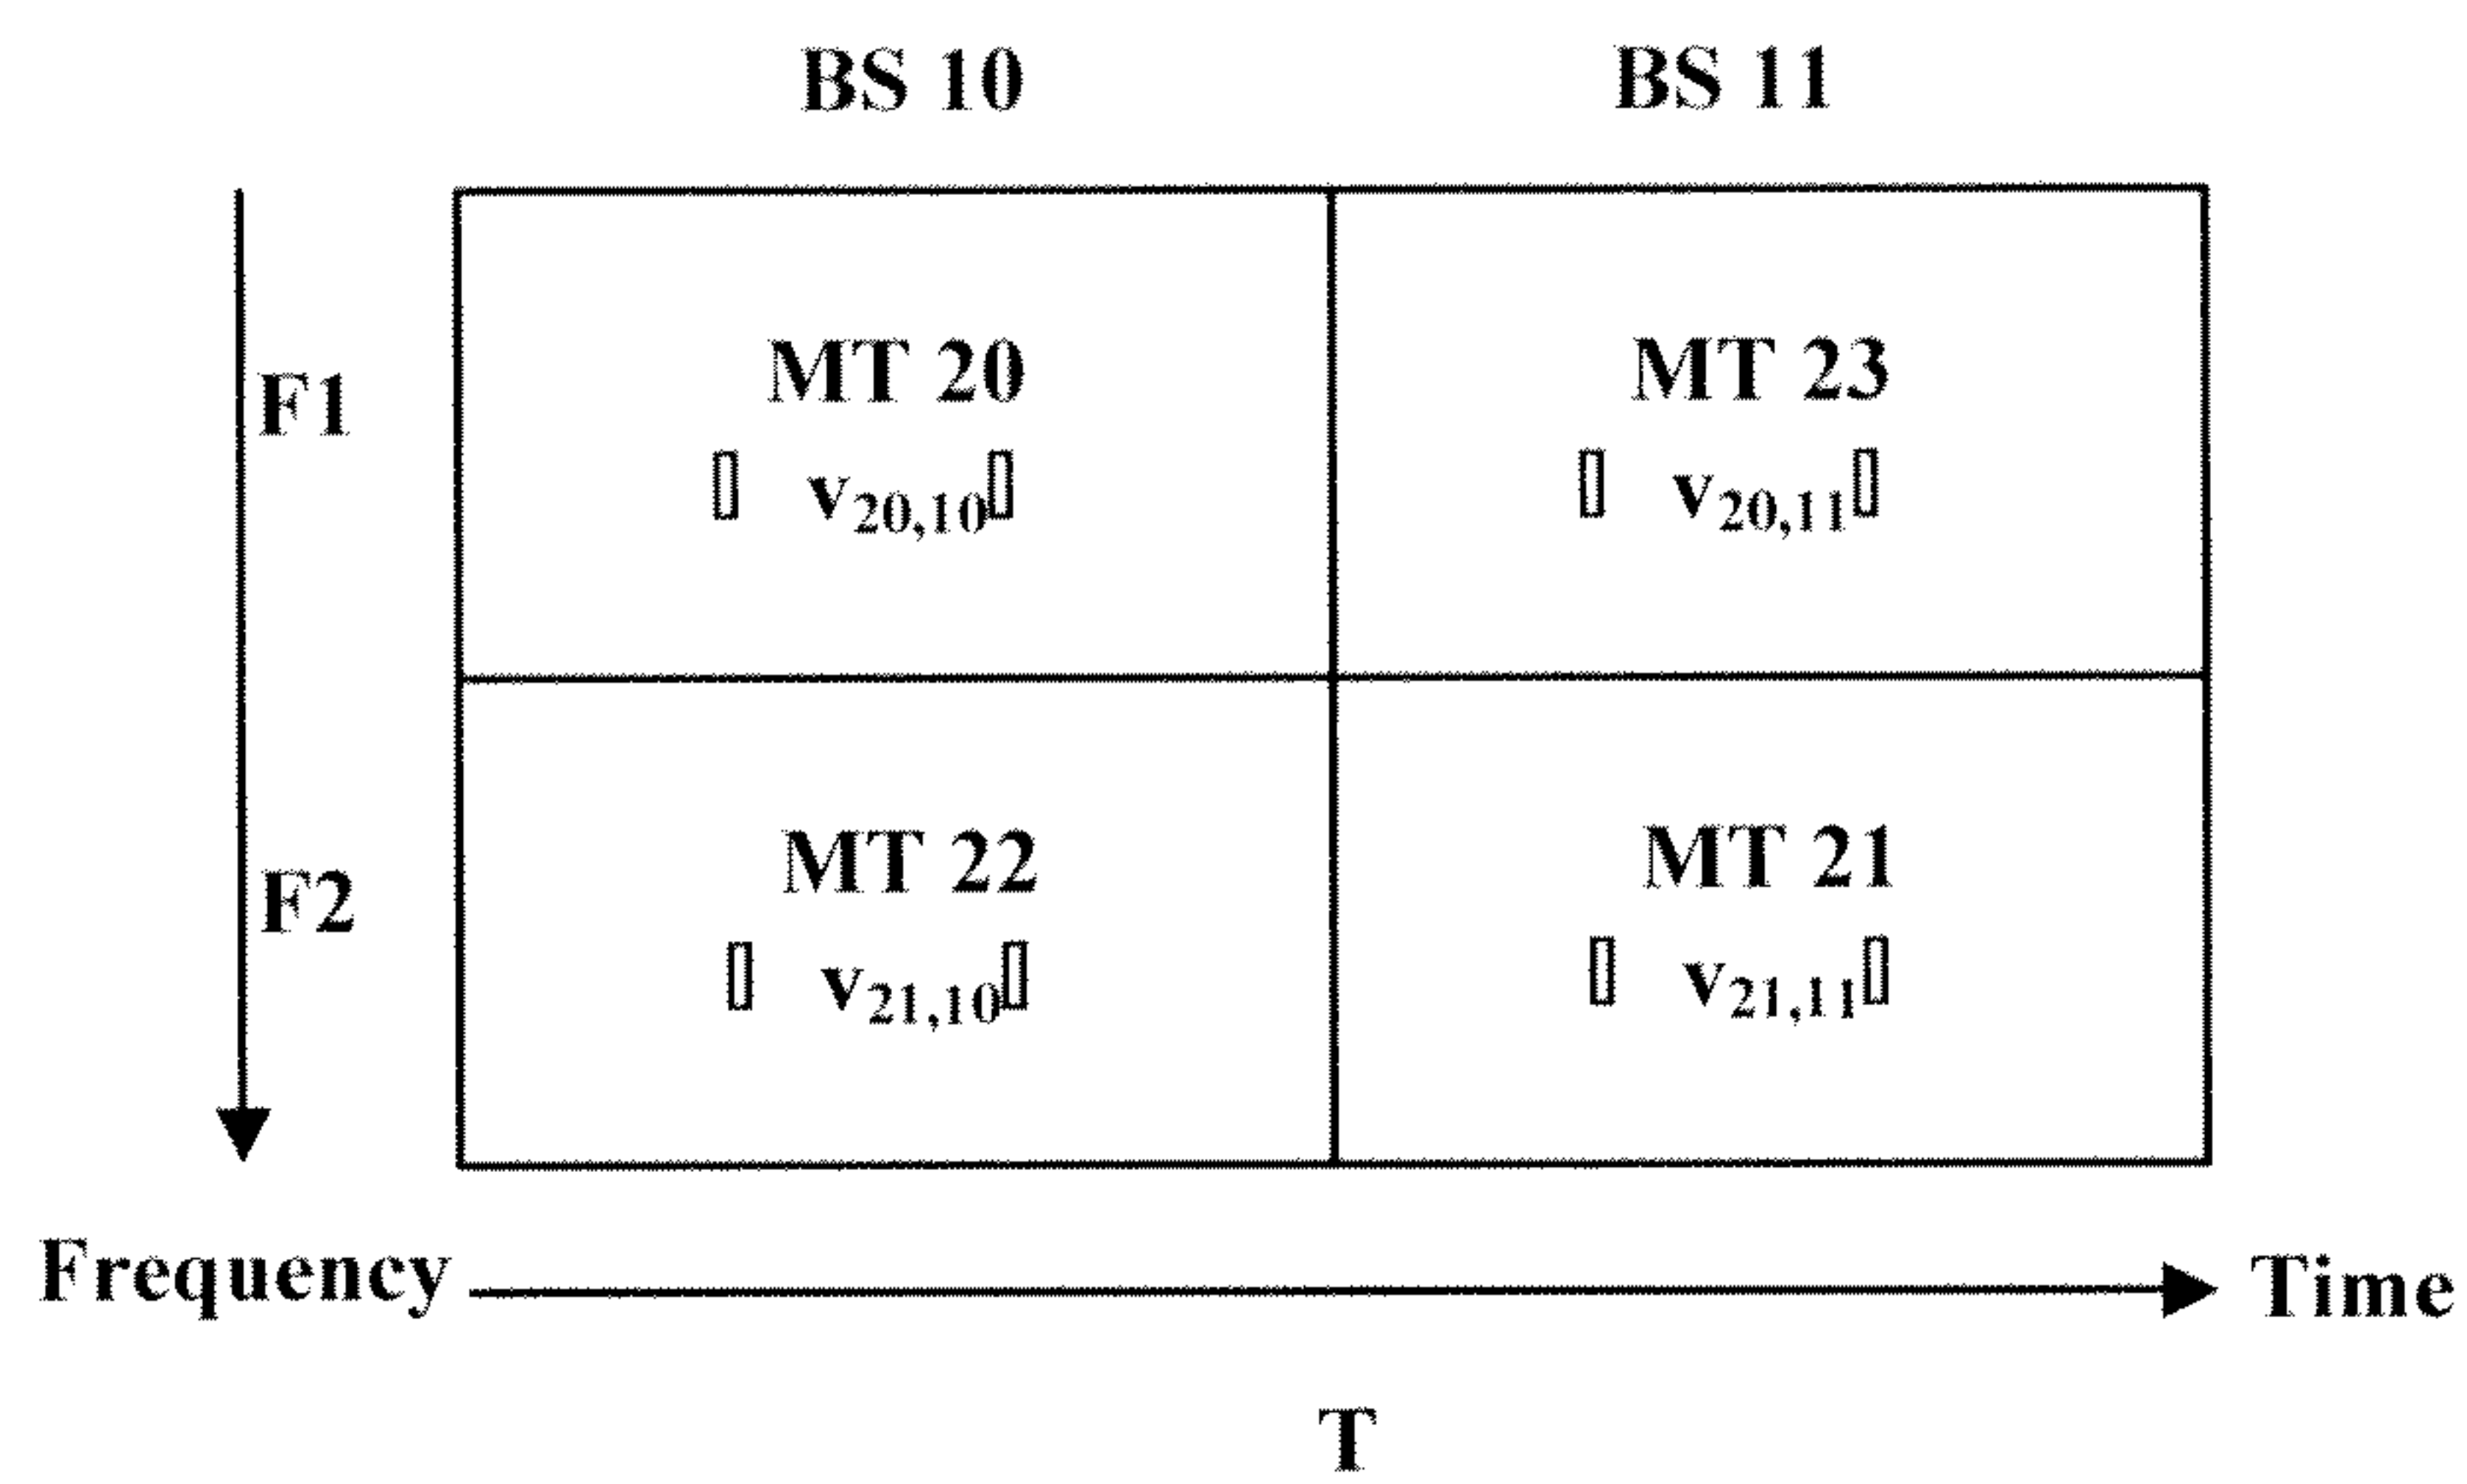 BS 10 BS 11
F1
MT 20 MT 23
▯ v20,10▯ ▯ v20,11▯
F2
MT 22 MT 21
▯ v21,10▯ ▯ v21,11▯
Frequency Time
T